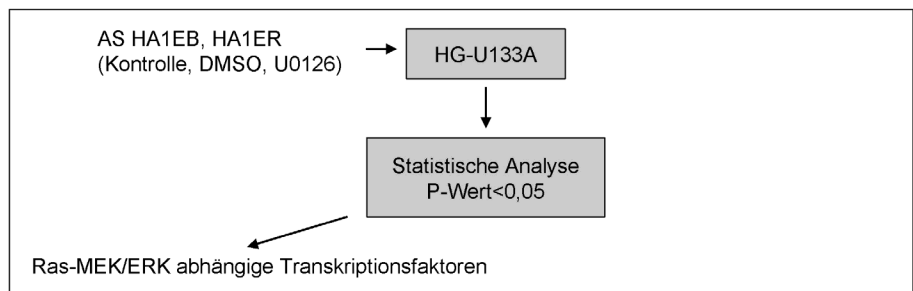 AS HA1EB, HA1ER
(Kontrolle, DMSO, U0126)
HG-U133A
Statistische Analyse
P-Wert<0,05
Ras-MEK/ERK abhängige Transkriptionsfaktoren